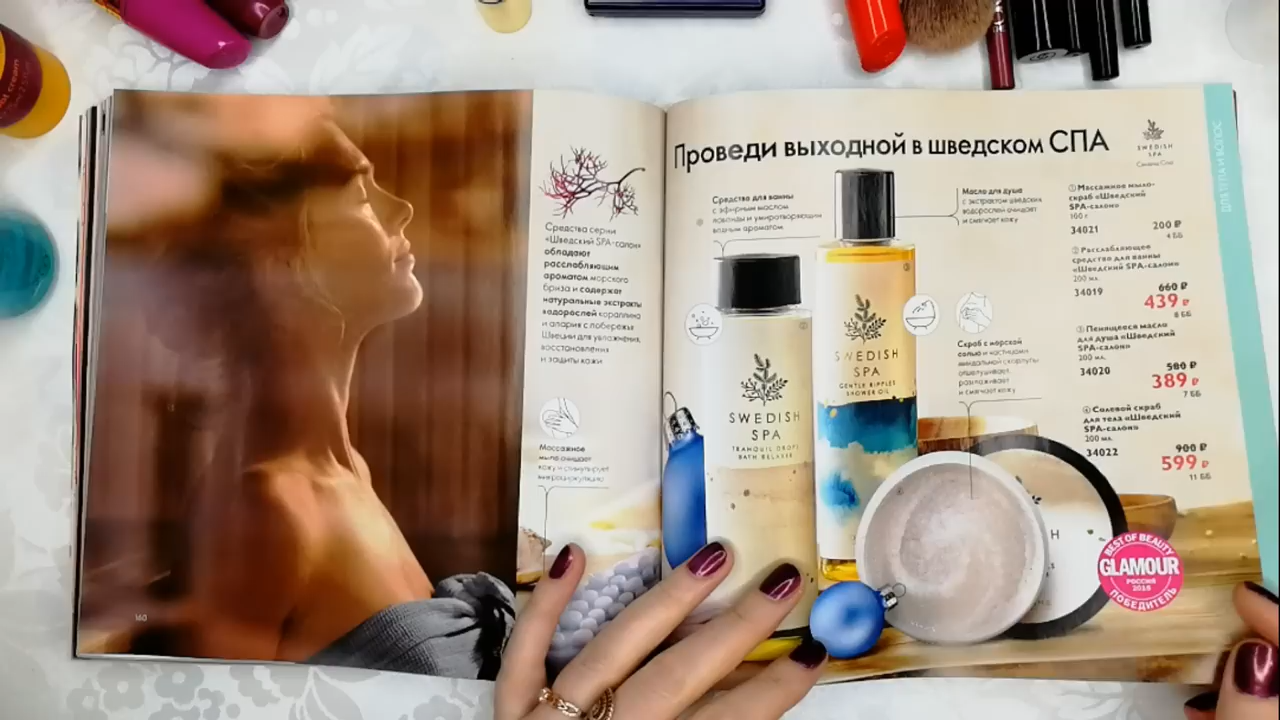 Проведи выходной в шведском СПА
SWEDISH
SPA
Средства серии
«Шведский SPA-салон»
обладают
расслабляющим
ароматом морского
бриза и содержат
натуральные экстракты
водорослей кораллина
и алария с побережья
Швеции для увлажнения,
восстановления
и защиты кожи
Массажное
мыло очищает
кожу и стимулирует
микроциркуляцию
160
Средство для ванны
с эфирным маслом
лаванды и умиротворяющим
водным ароматом
Масло для душа
с экстрактом шведских
водорослей очищает
и смягчает кожу
SWEDISH
SPA
TRANQUIL DROPS
BATH RELAXER
SWEDISH
SPA
GENTLE RIPPLES
SHOWER OIL
Скраб с морской
солью и частицами
миндальной скорлупы
отшелушивает,
разглаживает
и смягчает кожу
① Массажное мыло-
скраб «Шведский
SPA-салон»
100 г.
34021 200 ₽
4 ББ
② Расслабляющее
средство для ванны
«Шведский SPA-салон»
200 мл.
34019 660 ₽
439 ₽
8 ББ
③ Пенящееся масло
для душа «Шведский
SPA-салон»
200 мл.
34020 580 ₽
389 ₽
7 ББ
④ Солевой скраб
для тела «Шведский
SPA-салон»
200 мл.
34022 900 ₽
599 ₽
11 ББ
BEST OF BEAUTY
GLAMOUR
РОССИЯ
2018
ПОБЕДИТЕЛЬ
ДЛЯ ТЕЛА И ВОЛОС